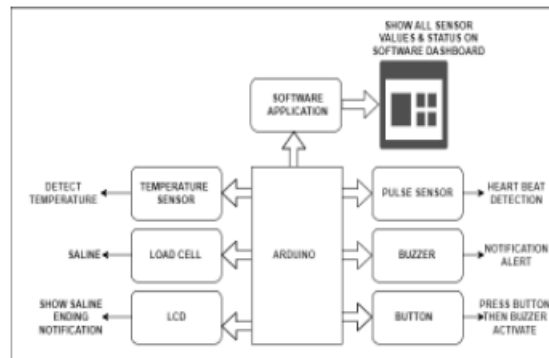 SHOW ALL SENSOR
VALUES & STATUS ON
SOFTWARE DASHBOARD
SOFTWARE
APPLICATION
DETECT
TEMPERATURE
TEMPERATURE
SENSOR
PULSE SENSOR
HEART BEAT
DETECTION
SALINE
LOAD CELL
ARDUINO
BUZZER
NOTIFICATION
ALERT
SHOW SALINE
ENDING
NOTIFICATION
LCD
BUTTON
PRESS BUTTON
THEN BUZZER
ACTIVATE